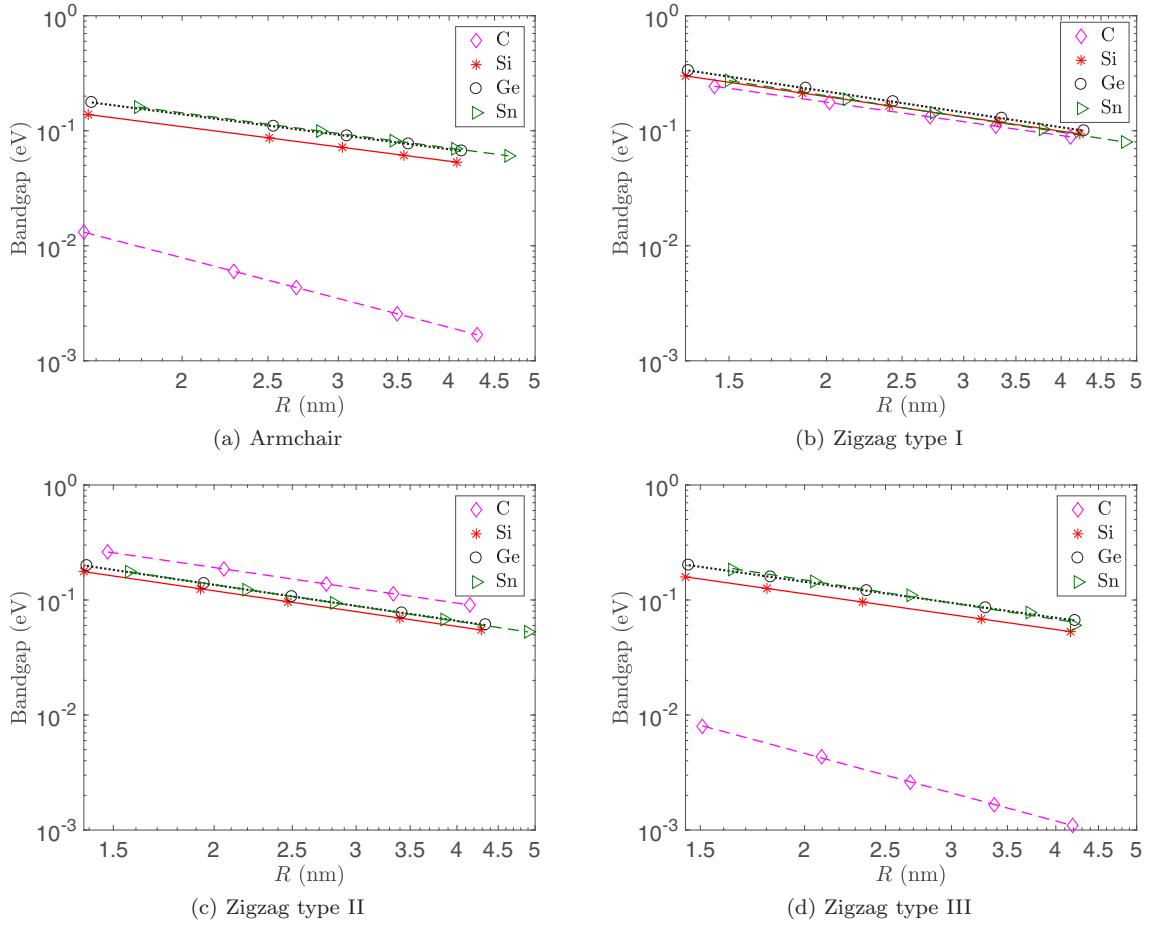 10^0
10^-1
10^-2
10^-3
Bandgap (eV)
2 2.5 3 3.5 4 4.5 5
R (nm)
C
Si
Ge
Sn
(a) Armchair
10^0
10^-1
10^-2
10^-3
Bandgap (eV)
1.5 2 2.5 3 3.5 4 4.5 5
R (nm)
C
Si
Ge
Sn
(b) Zigzag type I
10^0
10^-1
10^-2
10^-3
Bandgap (eV)
1.5 2 2.5 3 3.5 4 4.5 5
R (nm)
C
Si
Ge
Sn
(c) Zigzag type II
10^0
10^-1
10^-2
10^-3
Bandgap (eV)
1.5 2 2.5 3 3.5 4 4.5 5
R (nm)
C
Si
Ge
Sn
(d) Zigzag type III